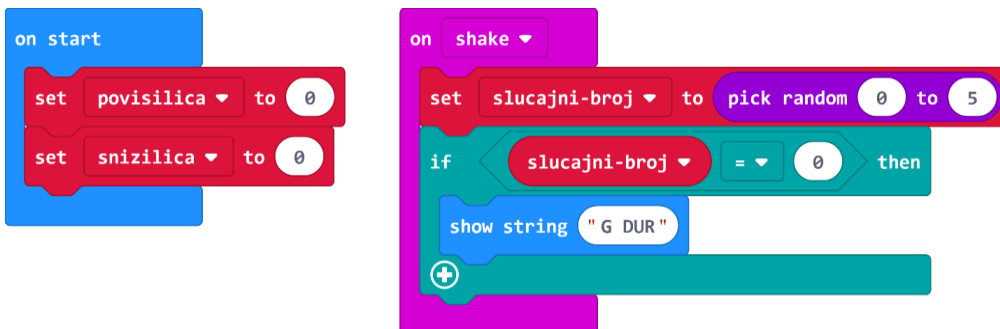 on start
set povisilica to 0
set snizilica to 0
on shake
set slucajni-broj to pick random 0 to 5
if slucajni-broj = 0 then
show string "G DUR"